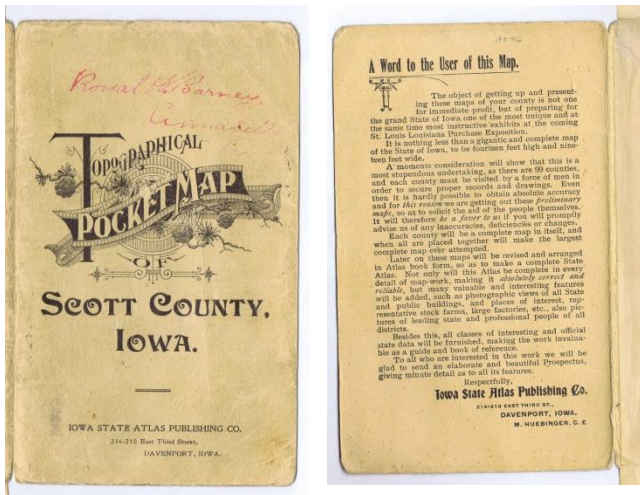 Royal H. Barney,
TOPOGRAPHICAL
POCKET MAP
OF
SCOTT COUNTY,
IOWA.
IOWA STATE ATLAS PUBLISHING CO.
214-218 East Third Street,
DAVENPORT, IOWA.
A Word to the User of this Map.
The object of getting up and present-
ing these maps of your county is not one
for immediate profit, but of preparing for
the grand State of Iowa one of the most unique and at
the same time most instructive exhibits at the coming
St. Louis Louisiana Purchase Exposition.
It is nothing less than a gigantic and complete map
of the State of Iowa, to be fourteen feet high and nine-
teen feet wide.
A moments consideration will show that this is a
most stupendous undertaking, as there are 99 counties,
and each county must be visited by a force of men in
order to secure proper records and drawings. Even
then it is hardly possible to obtain absolute accuracy
and for this reason we are getting out these preliminary
maps, so as to solicit the aid of the people themselves.
It will therefore be a favor to us if you will promptly
advise us of any inaccuracies, deficiencies or changes.
Each county will be a complete map in itself, and
when all are placed together will make the largest
complete map ever attempted.
Later on these maps will be revised and arranged
in Atlas book form, so as to make a complete State
Atlas. Not only will this Atlas be complete in every
detail of map-work, making it absolutely correct and
reliable, but many valuable and interesting features
will be added, such as photographic views of all State
and public buildings, and places of interest, rep-
resentative stock farms, large factories, etc., also pic-
tures of leading state and professional people of all
districts.
Besides this, all classes of interesting and official
state data will be furnished, making the work invalua-
ble as a guide and book of reference.
To all who are interested in this work we will be
glad to send an elaborate and beautiful Prospectus,
giving minute detail as to all its features.
Respectfully,
Iowa State Atlas Publishing Co.
214-218 EAST THIRD ST.,
DAVENPORT, IOWA.
M. HUEBINGER, C. E.